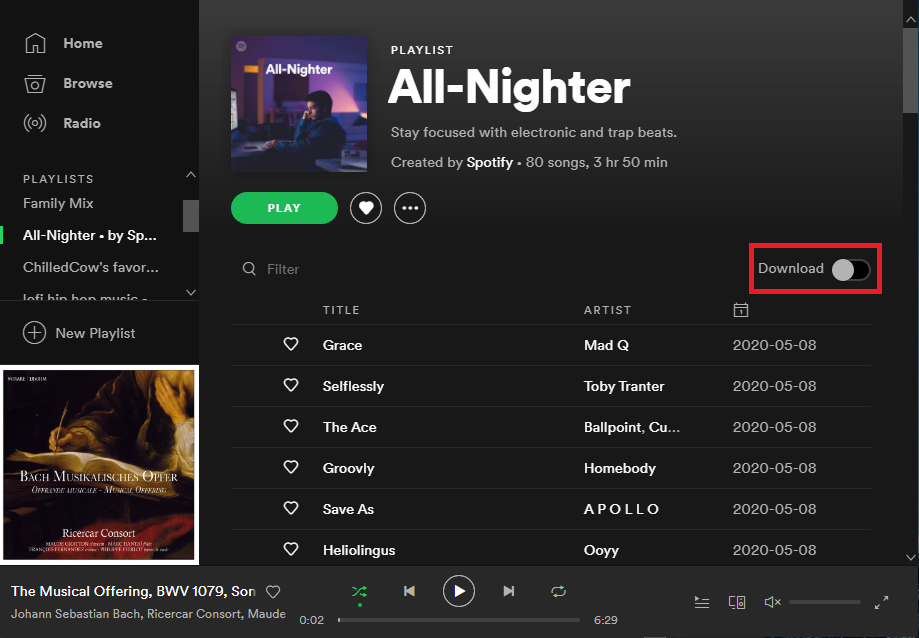 Home
Browse
Radio
PLAYLISTS
Family Mix
All-Nighter • by Sp...
ChilledCow's favor...
lofi hip hop music -
New Playlist
BACH MUSIKALISCHES OPFER
OFFRANDE MUSICALE - MUSICAL OFFERING
Ricercar Consort
All-Nighter
PLAYLIST
All-Nighter
Stay focused with electronic and trap beats.
Created by Spotify • 80 songs, 3 hr 50 min
PLAY
Filter
Download
TITLE ARTIST
Grace Mad Q 2020-05-08
Selflessly Toby Tranter 2020-05-08
The Ace Ballpoint, Cu... 2020-05-08
Groovly Homebody 2020-05-08
Save As A P O L L O 2020-05-08
Heliolingus Ooyy 2020-05-08
The Musical Offering, BWV 1079, Son
Johann Sebastian Bach, Ricercar Consort, Maude
0:02 6:29